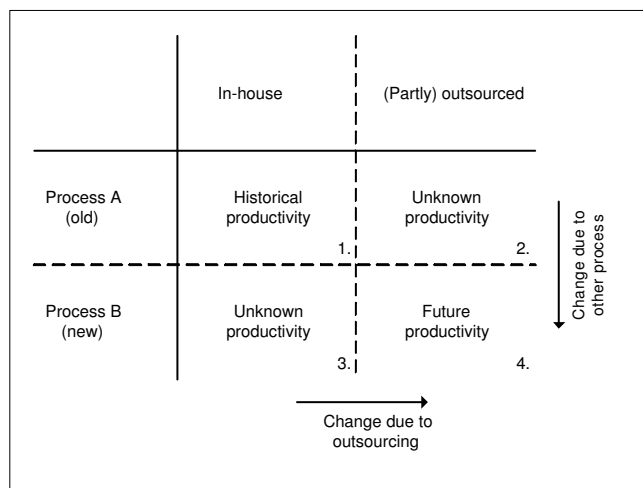 In-house
(Partly) outsourced
Process A
(old)
Historical
productivity
1.
Unknown
productivity
2.
Process B
(new)
Unknown
productivity
3.
Future
productivity
4.
Change due to
other process
Change due to
outsourcing